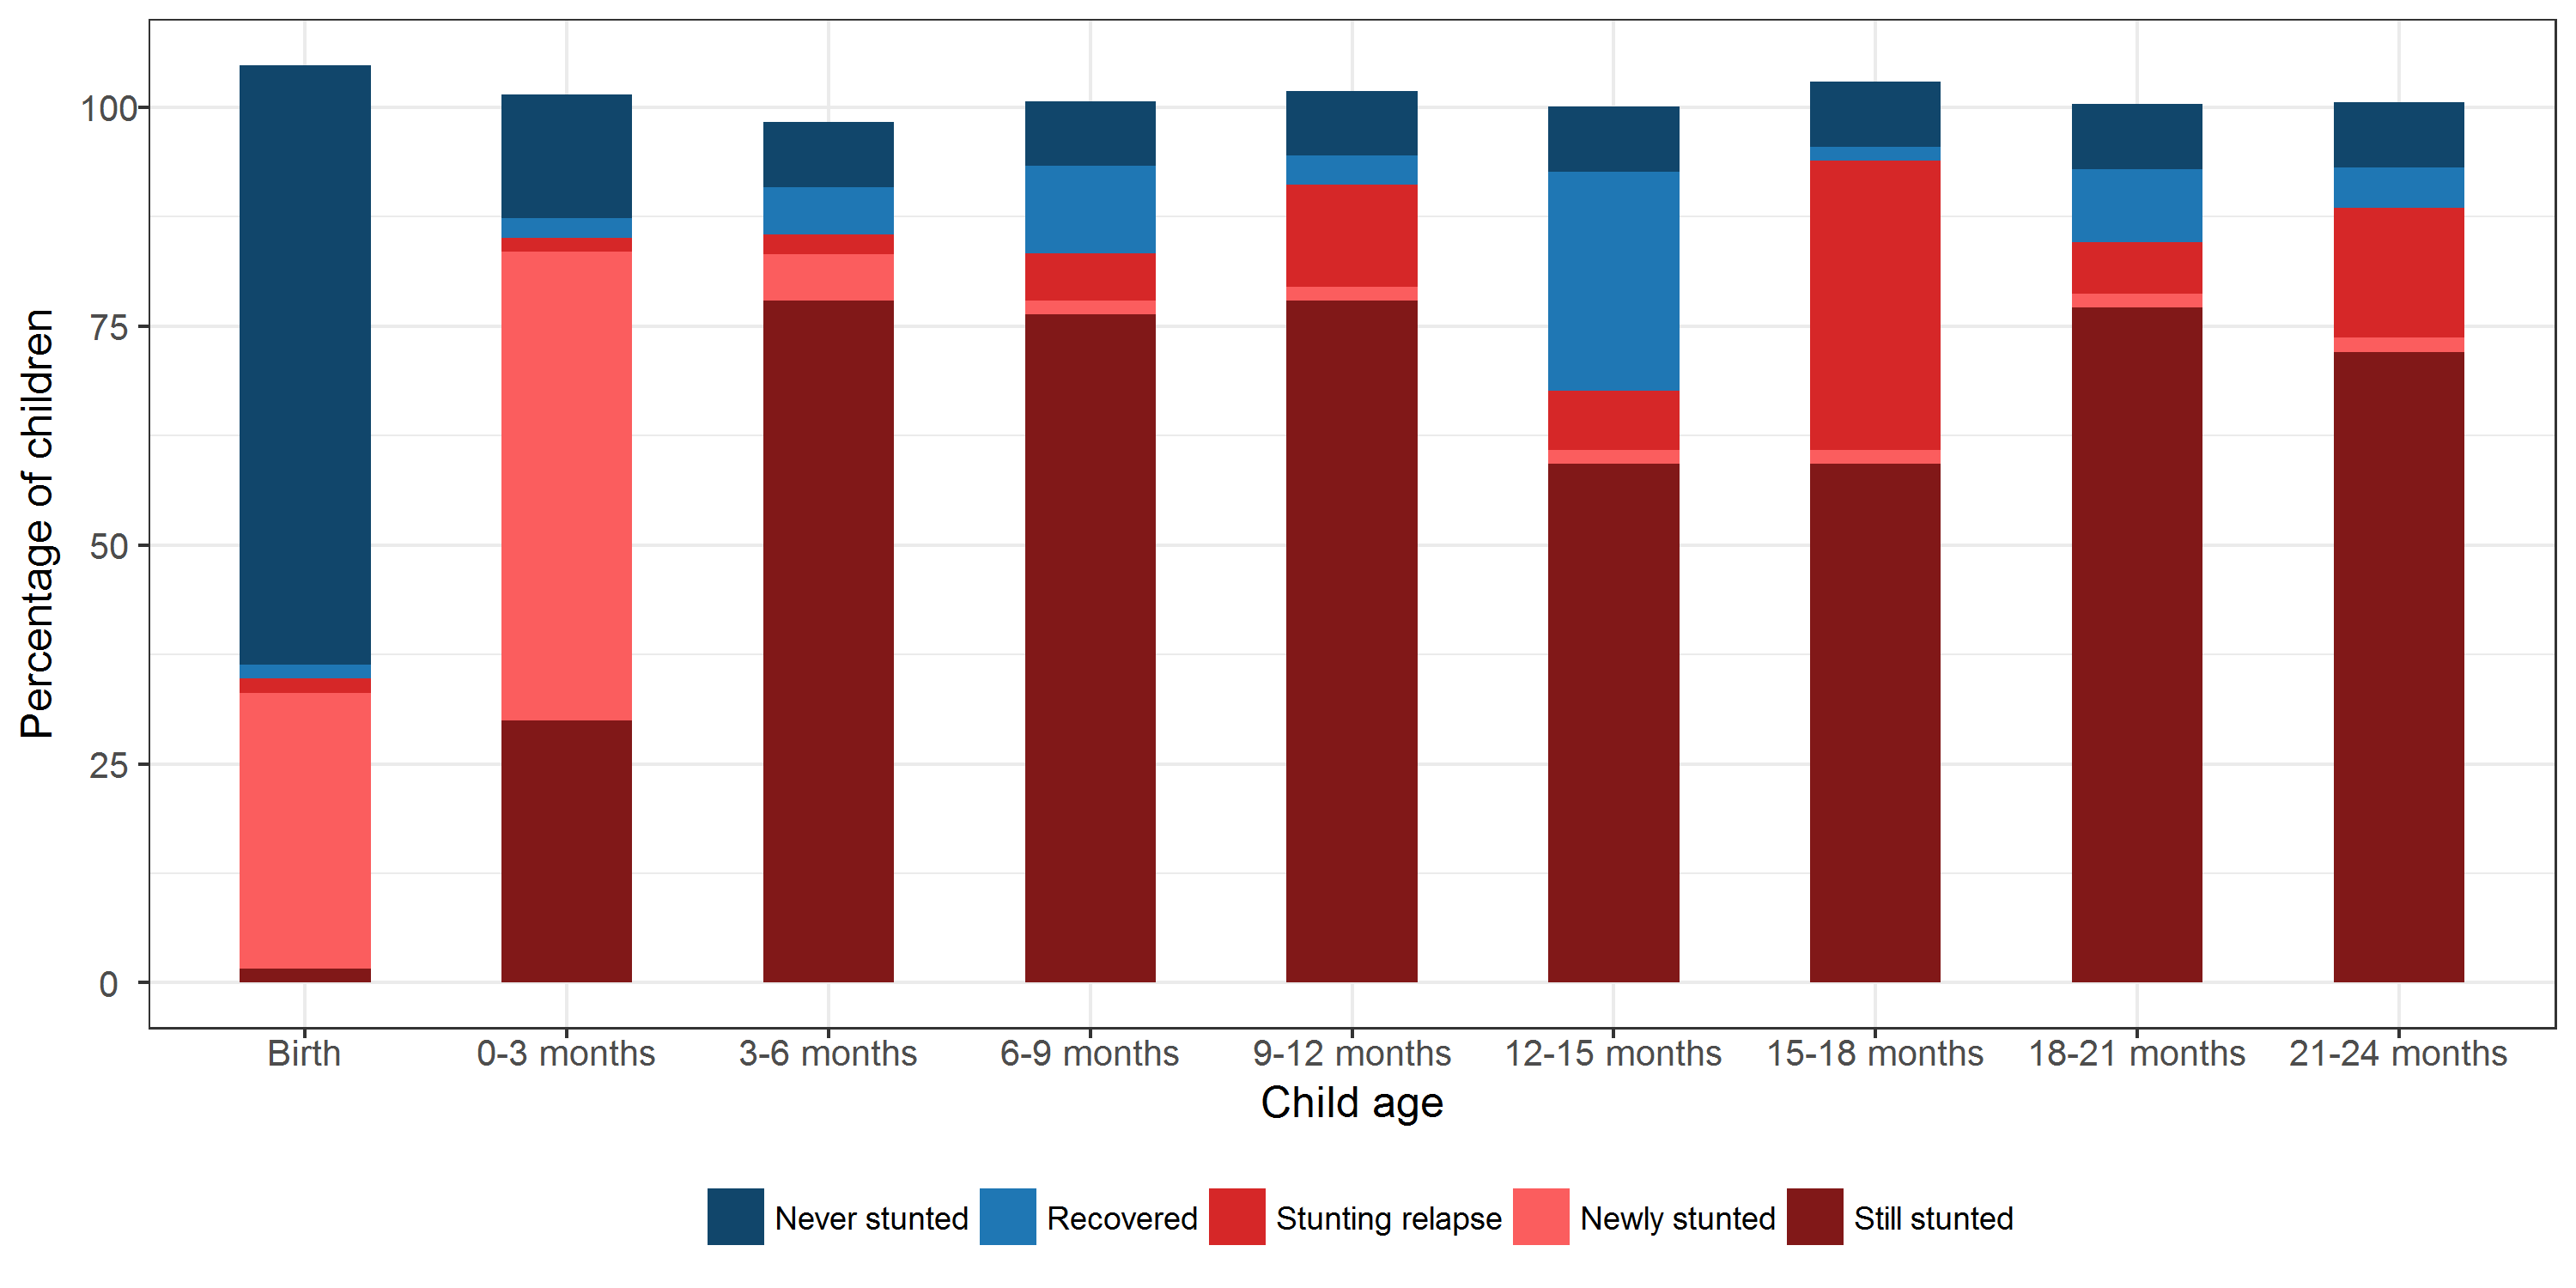 Percentage of children
100
75
50
25
0
Birth 0-3 months 3-6 months 6-9 months 9-12 months 12-15 months 15-18 months 18-21 months 21-24 months
Child age
Never stunted Recovered Stunting relapse Newly stunted Still stunted